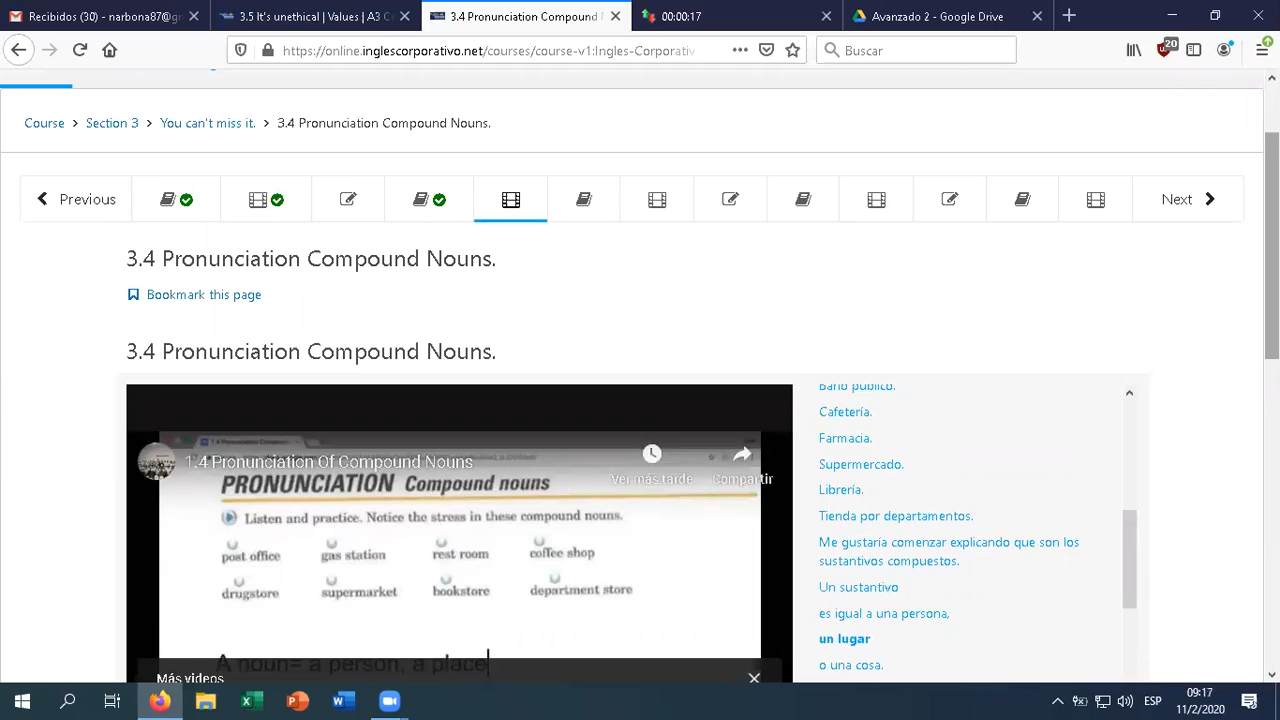 Recibidos (30) - narbona87@gm
3.5 It's unethical | Values | A3 C
3.4 Pronunciation Compound N
00:00:17
Avanzado 2 - Google Drive
https://online.inglescorporativo.net/courses/course-v1:Ingles-Corporativ
Buscar
20
Course > Section 3 > You can't miss it. > 3.4 Pronunciation Compound Nouns.
Previous
Next
3.4 Pronunciation Compound Nouns.
Bookmark this page
3.4 Pronunciation Compound Nouns.
1.4 Pronunciation Of Compound Nouns
Ver más tarde
Compartir
PRONUNCIATION Compound nouns
Listen and practice. Notice the stress in these compound nouns.
post office gas station rest room coffee shop
drugstore supermarket bookstore department store
A noun= a person, a place
Más videos
Baño público.
Cafetería.
Farmacia.
Supermercado.
Librería.
Tienda por departamentos.
Me gustaría comenzar explicando que son los
sustantivos compuestos.
Un sustantivo
es igual a una persona,
un lugar
o una cosa.
ESP
09:17
11/2/2020